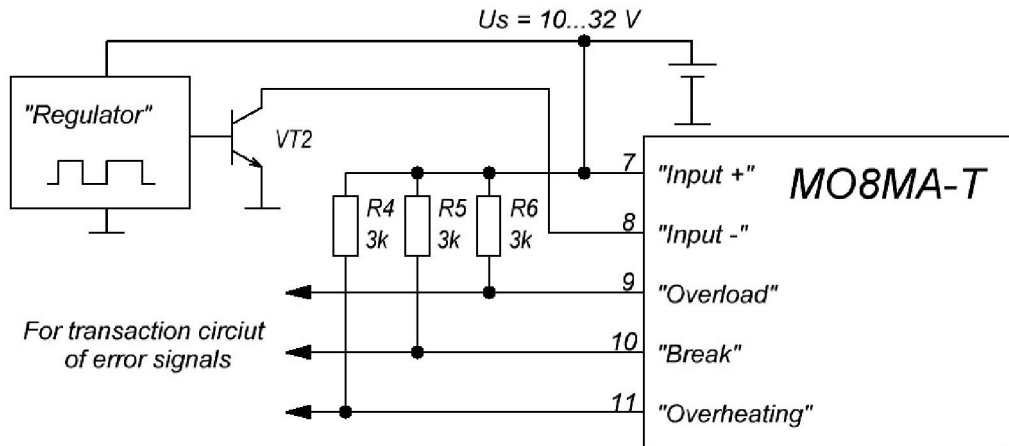 Us = 10...32 V
"Regulator"
VT2
R4
3k
R5
3k
R6
3k
7
"Input +"
MO8MA-T
8
"Input -"
9
"Overload"
For transaction circiut
of error signals
10
"Break"
11
"Overheating"